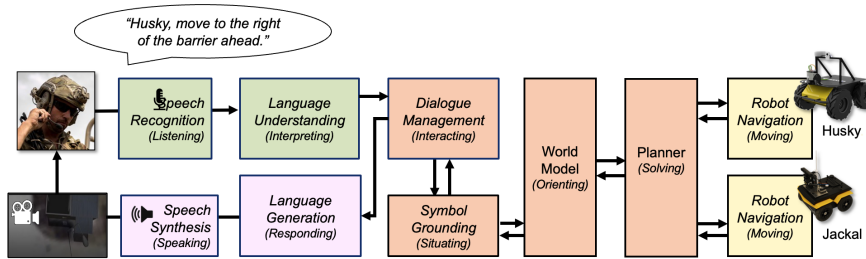 “Husky, move to the right
of the barrier ahead.”
Speech
Recognition
(Listening)
Language
Understanding
(Interpreting)
Dialogue
Management
(Interacting)
World
Model
(Orienting)
Planner
(Solving)
Robot
Navigation
(Moving)
Husky
Speech
Synthesis
(Speaking)
Language
Generation
(Responding)
Symbol
Grounding
(Situating)
Robot
Navigation
(Moving)
Jackal